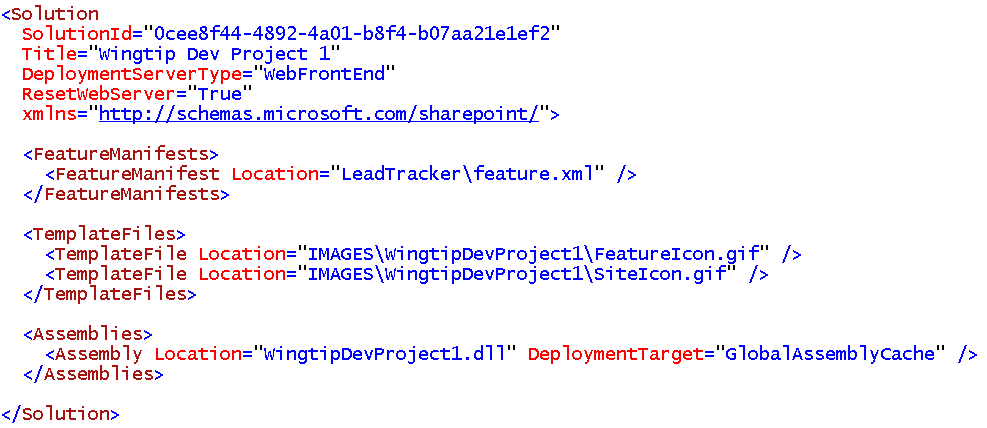 <Solution
SolutionId="0cee8f44-4892-4a01-b8f4-b07aa21e1ef2"
Title="Wingtip Dev Project 1"
DeploymentServerType="WebFrontEnd"
ResetWebServer="True"
xmlns="http://schemas.microsoft.com/sharepoint/">
<FeatureManifests>
<FeatureManifest Location="LeadTracker\feature.xml" />
</FeatureManifests>
<TemplateFiles>
<TemplateFile Location="IMAGES\WingtipDevProject1\FeatureIcon.gif" />
<TemplateFile Location="IMAGES\WingtipDevProject1\SiteIcon.gif" />
</TemplateFiles>
<Assemblies>
<Assembly Location="WingtipDevProject1.dll" DeploymentTarget="GlobalAssemblyCache" />
</Assemblies>
</Solution>